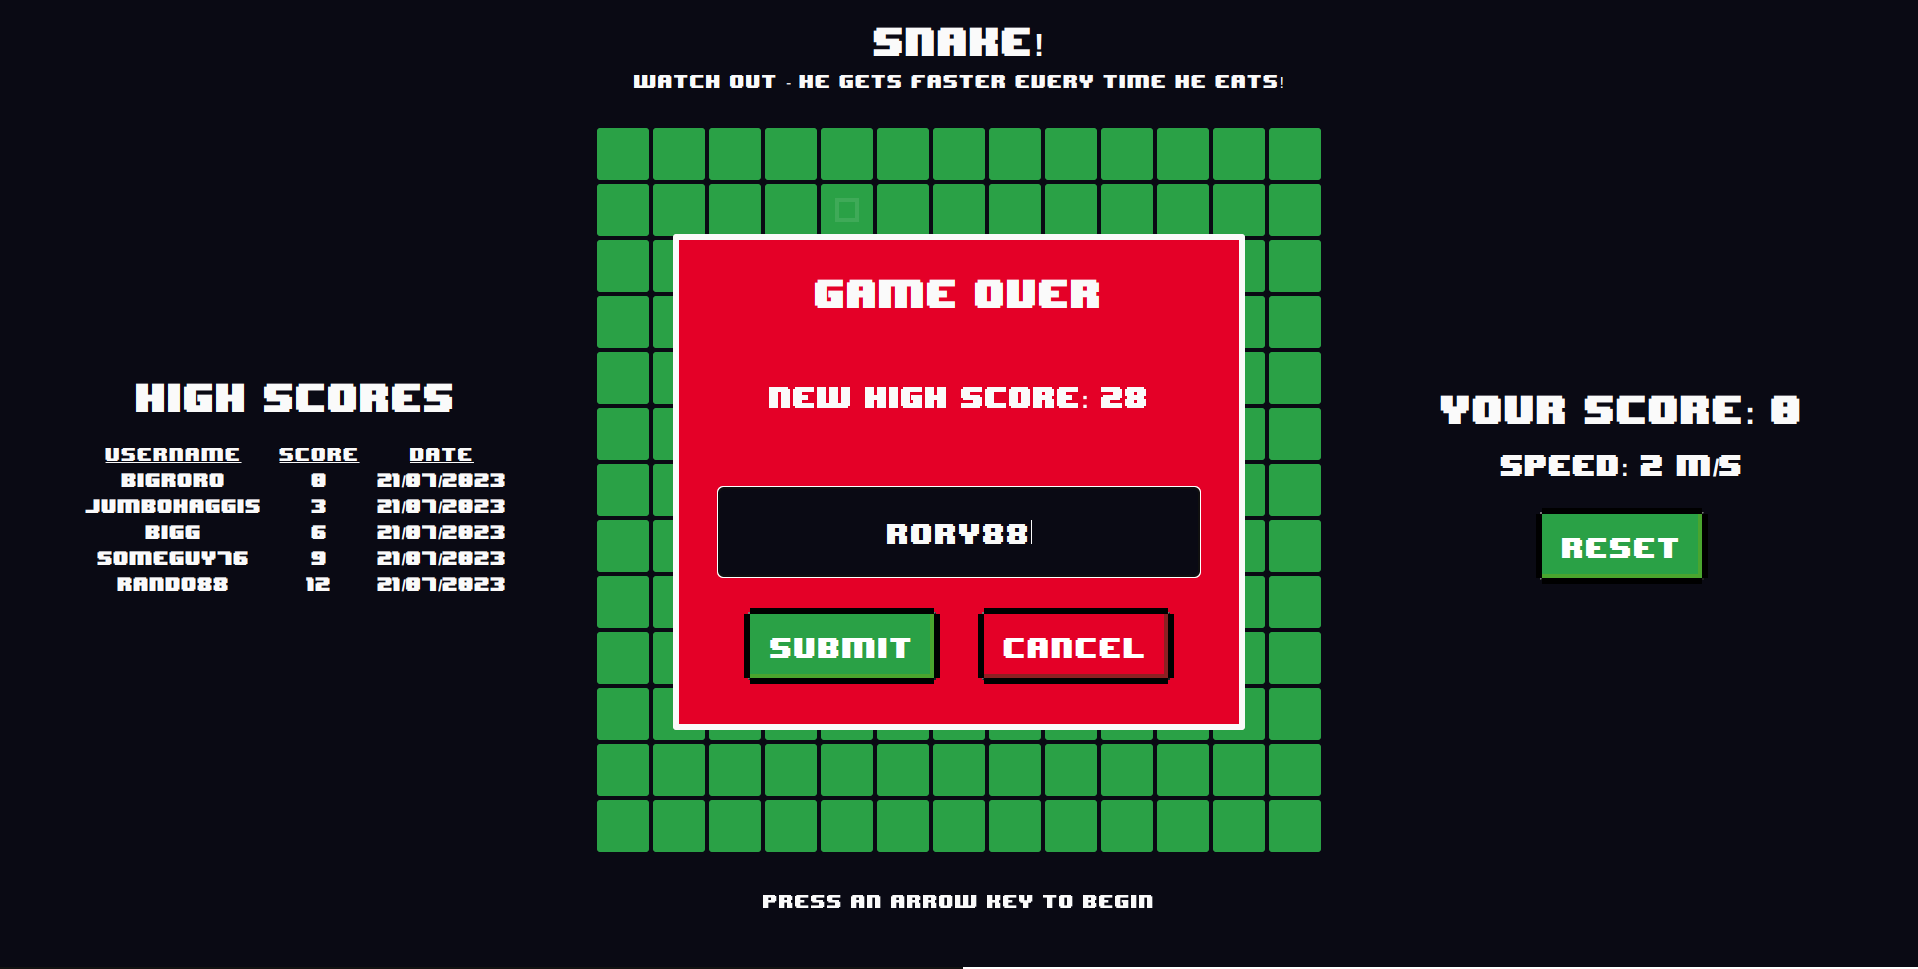 SNAKE!
WATCH OUT - HE GETS FASTER EVERY TIME HE EATS!
HIGH SCORES
USERNAME SCORE DATE
BIGRORO 0 21/07/2023
JUMBOHAGGIS 3 21/07/2023
BIGG 6 21/07/2023
SOMEGUY76 9 21/07/2023
RANDO88 12 21/07/2023
GAME OVER
NEW HIGH SCORE: 28
RORY88
SUBMIT CANCEL
YOUR SCORE: 0
SPEED: 2 M/S
RESET
PRESS AN ARROW KEY TO BEGIN